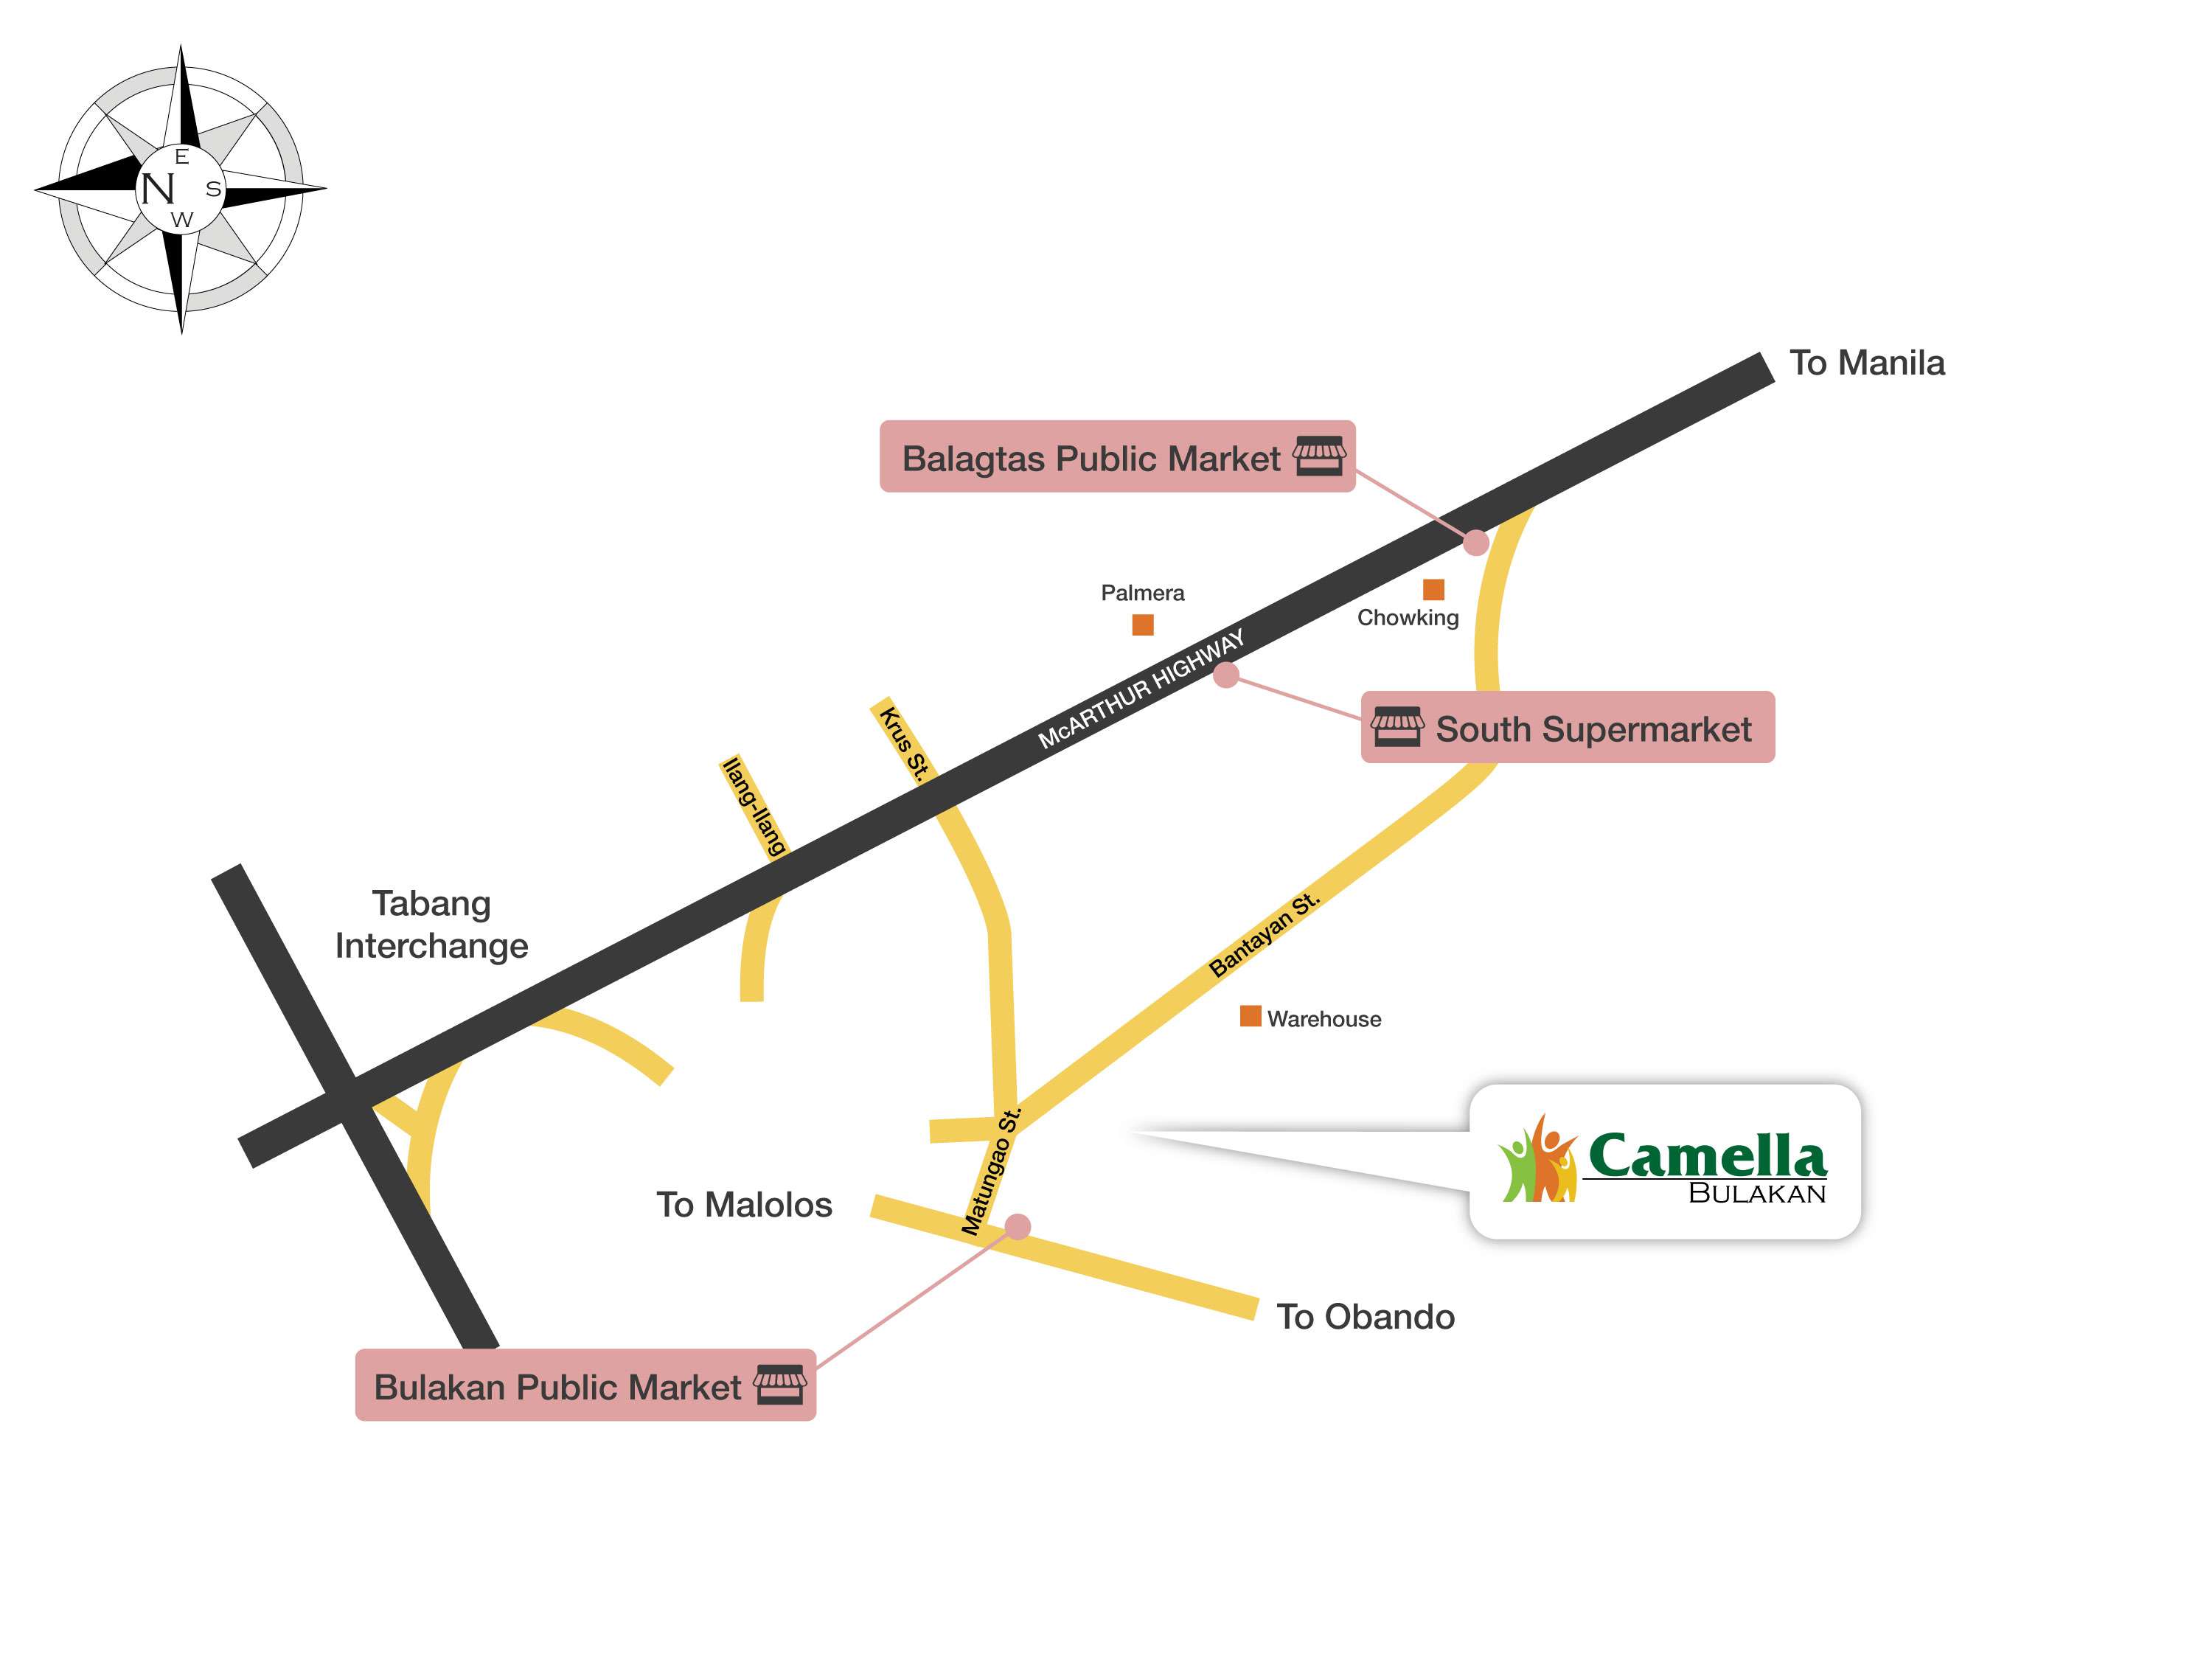 E
N S
W
To Manila
Balagtas Public Market
Palmera
Chowking
McARTHUR HIGHWAY
South Supermarket
Krus St.
Ilang-Ilang
Tabang
Interchange
Bantayan St.
Warehouse
Matungao St.
Camella
BULAKAN
To Malolos
To Obando
Bulakan Public Market